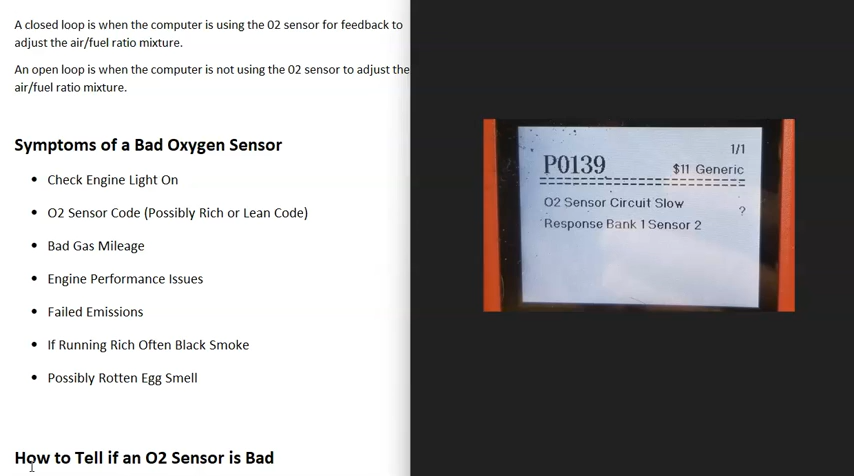 A closed loop is when the computer is using the 02 sensor for feedback to
adjust the air/fuel ratio mixture.
An open loop is when the computer is not using the 02 sensor to adjust the
air/fuel ratio mixture.
Symptoms of a Bad Oxygen Sensor
• Check Engine Light On
• O2 Sensor Code (Possibly Rich or Lean Code)
• Bad Gas Mileage
• Engine Performance Issues
• Failed Emissions
• If Running Rich Often Black Smoke
• Possibly Rotten Egg Smell
How to Tell if an O2 Sensor is Bad
1/1
P0139 $11 Generic
O2 Sensor Circuit Slow
?
Response Bank 1 Sensor 2